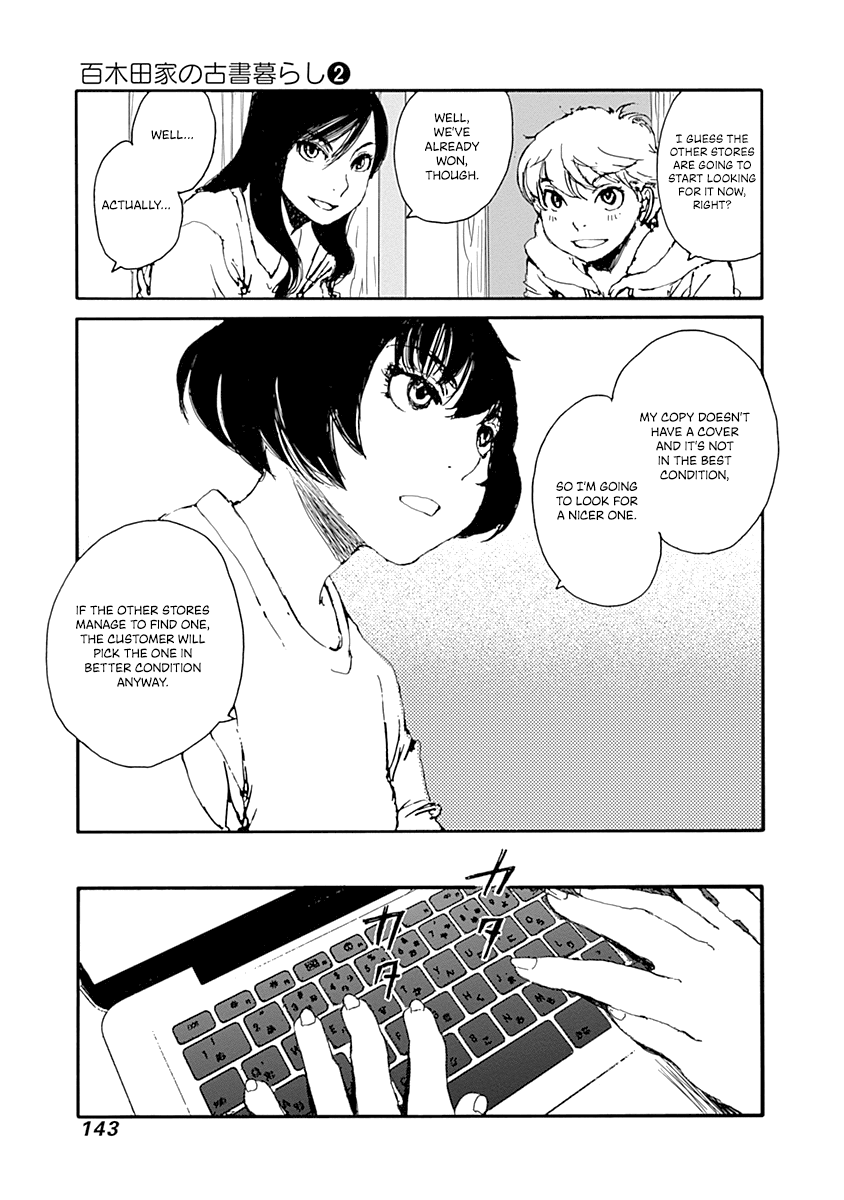 百木田家の古書暮らし❷
I GUESS THE
OTHER STORES
ARE GOING TO
START LOOKING
FOR IT NOW,
RIGHT?
WELL,
WE'VE
ALREADY
WON,
THOUGH.
WELL...
ACTUALLY...
MY COPY DOESN'T
HAVE A COVER
AND IT'S NOT
IN THE BEST
CONDITION,
SO I'M GOING
TO LOOK FOR
A NICER ONE.
IF THE OTHER STORES
MANAGE TO FIND ONE,
THE CUSTOMER WILL
PICK THE ONE IN
BETTER CONDITION
ANYWAY.
カタ
カタ
143